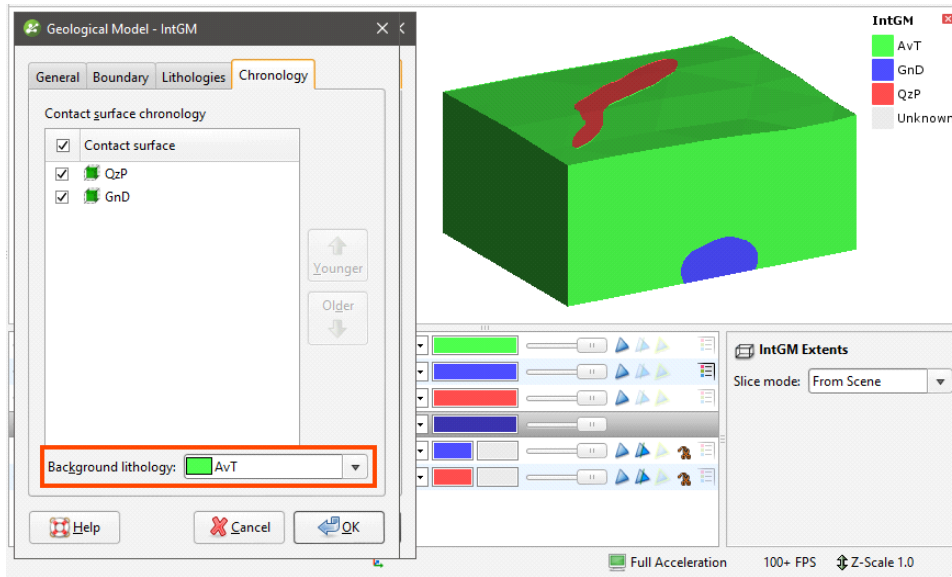 Geological Model - IntGM
General
Boundary
Lithologies
Chronology
Contact surface chronology
Contact surface
QzP
GnD
Younger
Older
Background lithology:
AvT
Help
Cancel
OK
IntGM
AvT
GnD
QzP
Unknown
IntGM Extents
Slice mode:
From Scene
Full Acceleration
100+ FPS
Z-Scale 1.0